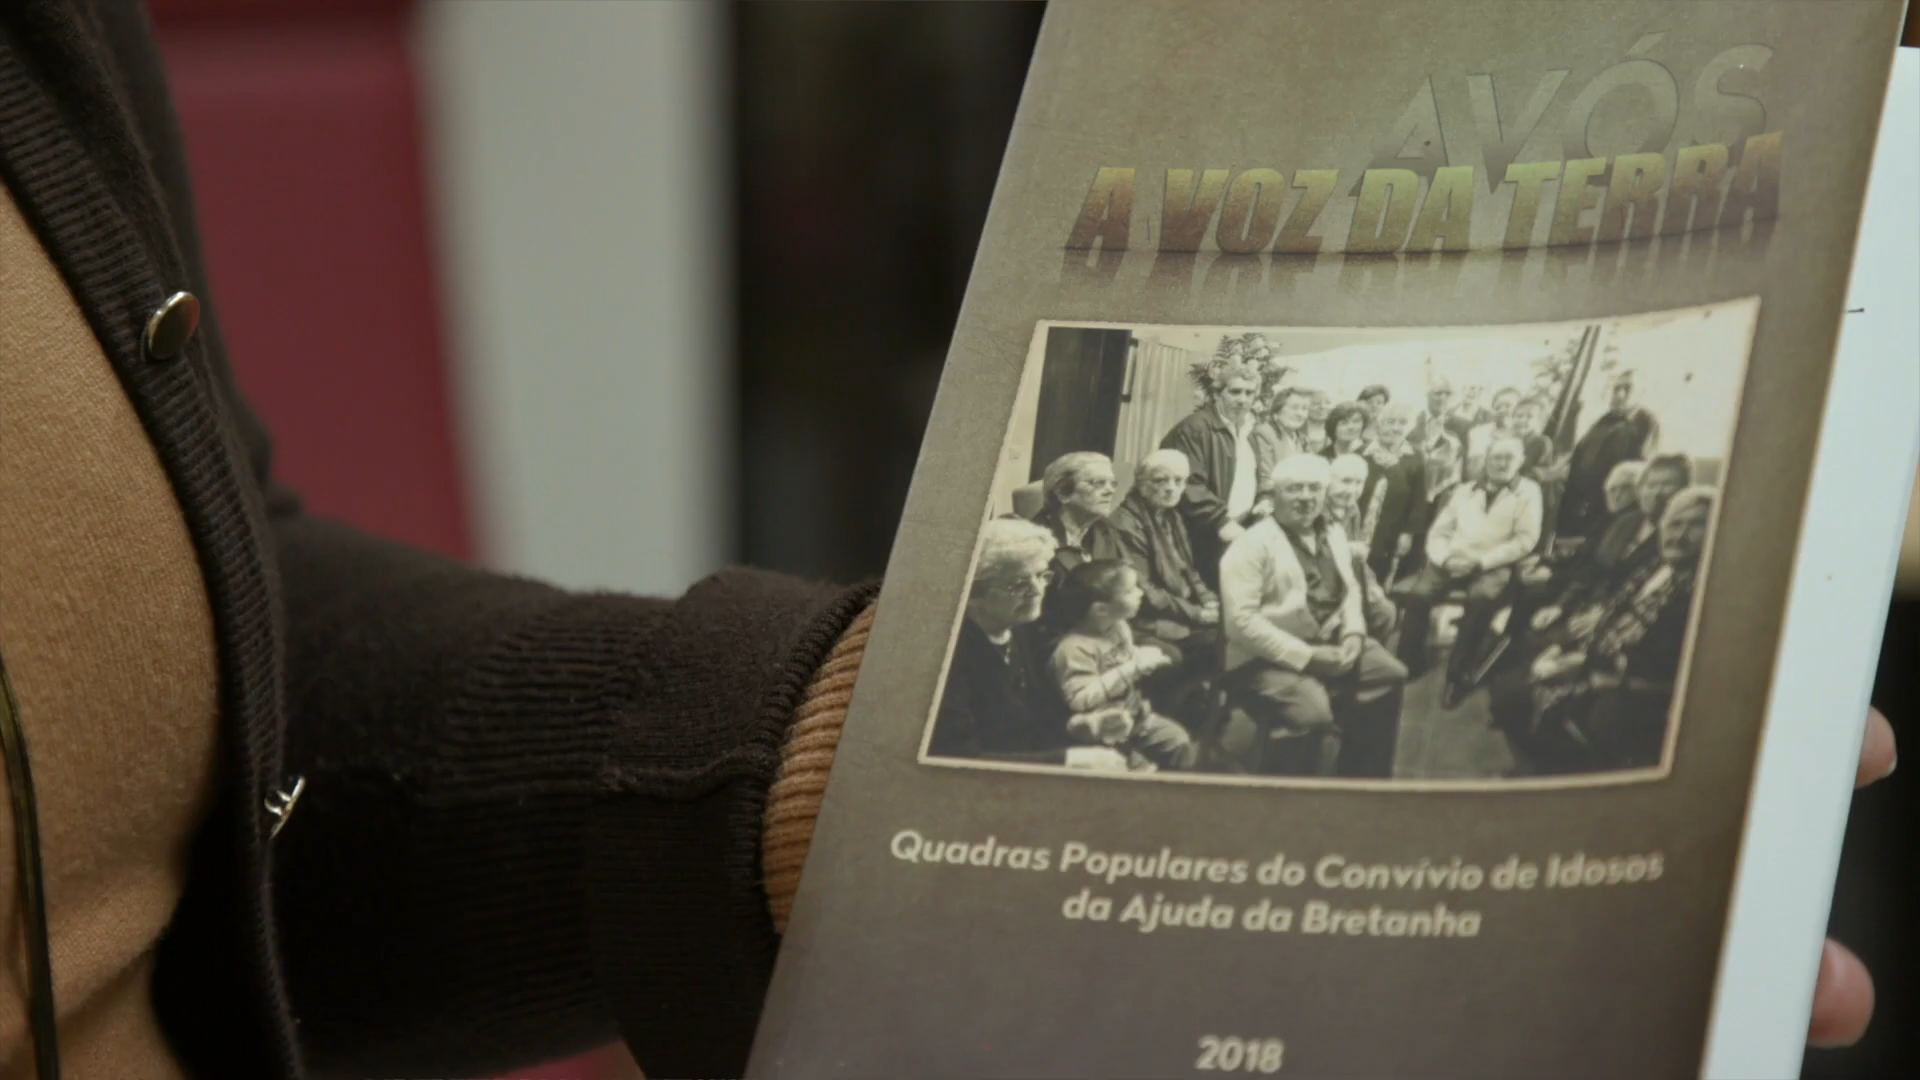 AVÓS
A VOZ DA TERRA
Quadras Populares do Convívio de Idosos
da Ajuda da Bretanha
2018